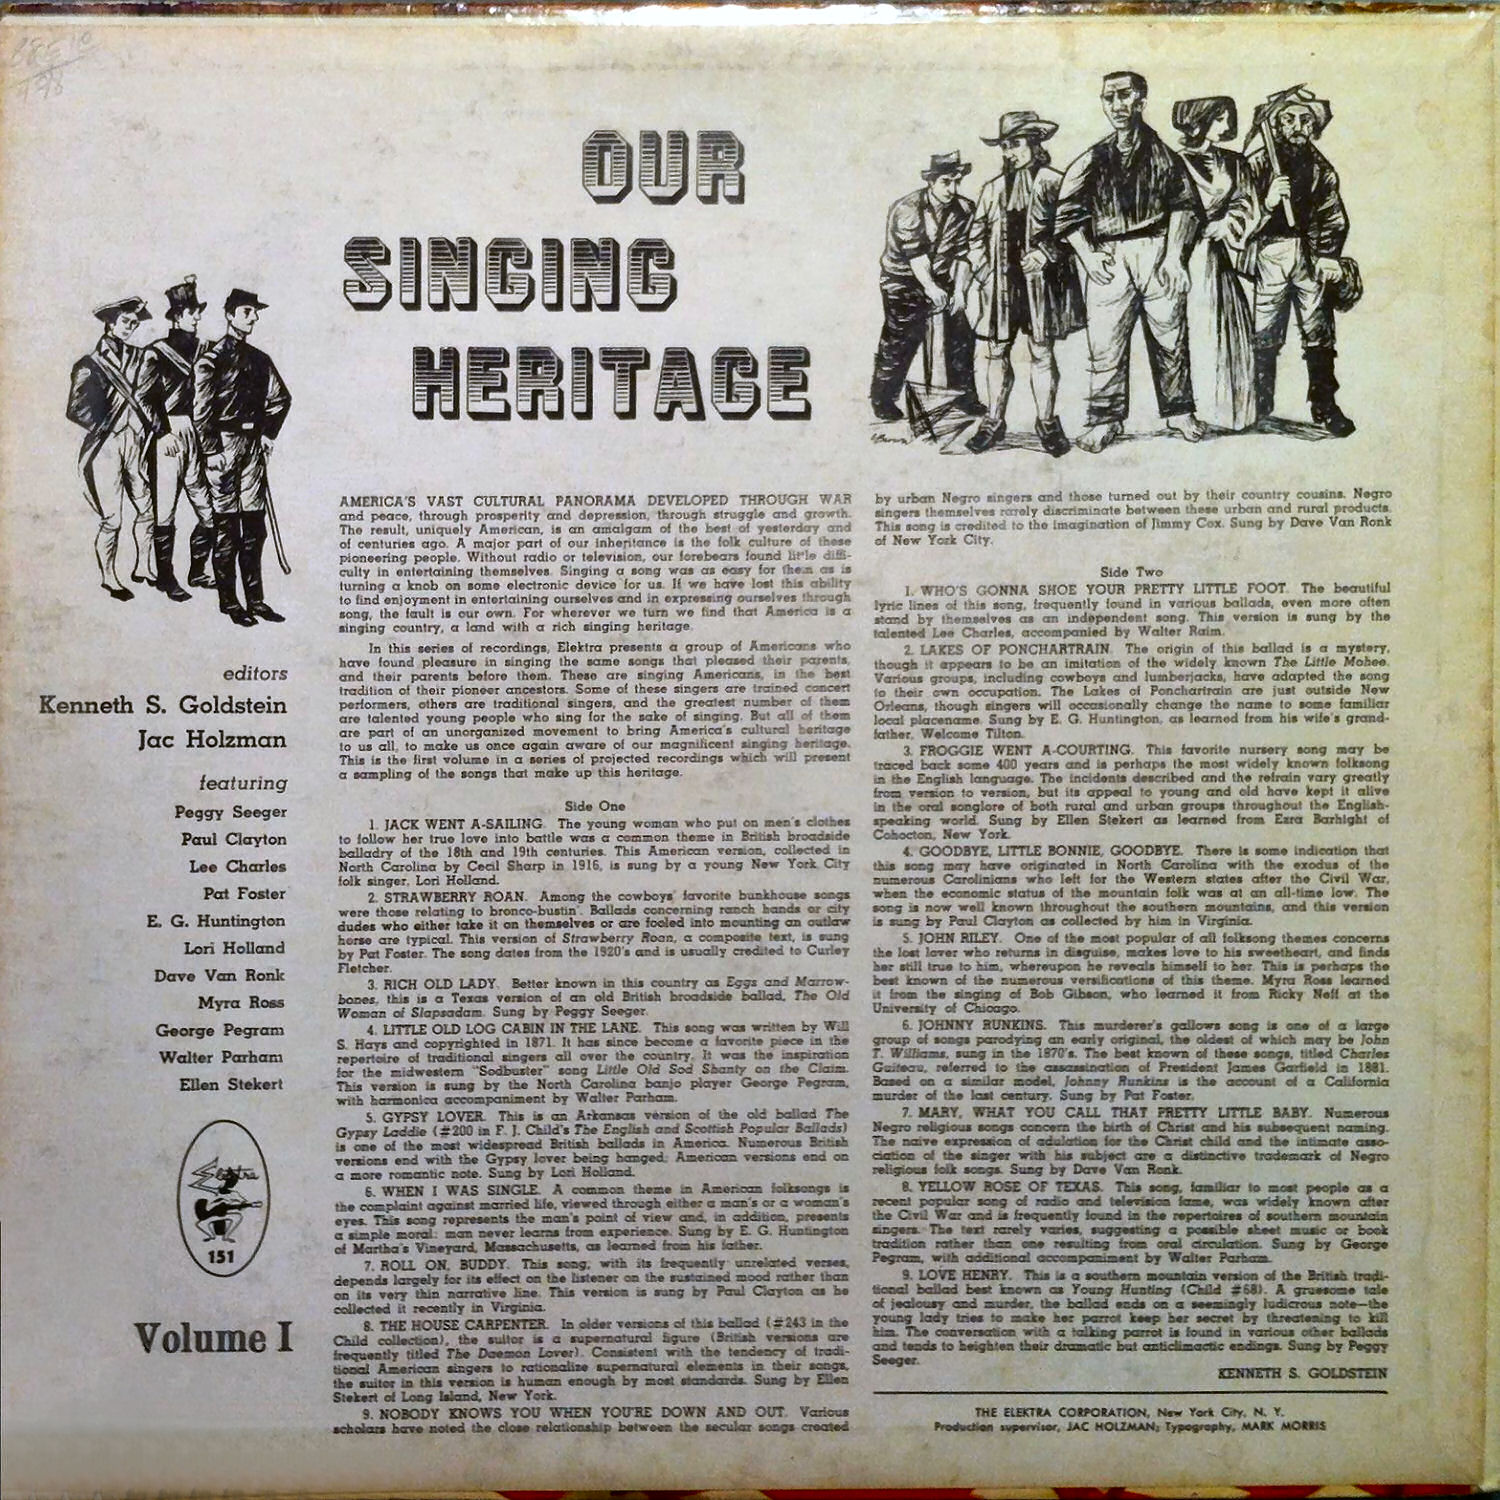 OUR
SINGING
HERITAGE
editors
Kenneth S. Goldstein
Jac Holzman
featuring
Peggy Seeger
Paul Clayton
Lee Charles
Pat Foster
E. G. Huntington
Lori Holland
Dave Van Ronk
Myra Ross
George Pegram
Walter Parham
Ellen Stekert
Elektra
151
Volume I
AMERICA'S VAST CULTURAL PANORAMA DEVELOPED THROUGH WAR
and peace, through prosperity and depression, through struggle and growth.
The result, uniquely American, is an amalgam of the best of yesterday and
of centuries ago. A major part of our inheritance is the folk culture of these
pioneering people. Without radio or television, our forebears found little diffi-
culty in entertaining themselves. Singing a song was as easy for them as is
turning a knob on some electronic device for us. If we have lost this ability
to find enjoyment in entertaining ourselves and in expressing ourselves through
song, the fault is our own. For wherever we turn we find that America is a
singing country, a land with a rich singing heritage.
In this series of recordings, Elektra presents a group of Americans who
have found pleasure in singing the same songs that pleased their parents,
and their parents before them. These are singing Americans, in the best
tradition of their pioneer ancestors. Some of these singers are trained concert
performers, others are traditional singers, and the greatest number of them
are talented young people who sing for the sake of singing. But all of them
are part of an unorganized movement to bring America's cultural heritage
to us all, to make us once again aware of our magnificent singing heritage.
This is the first volume in a series of projected recordings which will present
a sampling of the songs that make up this heritage.
Side One
1. JACK WENT A-SAILING. The young woman who put on men's clothes
to follow her true love into battle was a common theme in British broadside
balladry of the 18th and 19th centuries. This American version, collected in
North Carolina by Cecil Sharp in 1916, is sung by a young New York City
folk singer, Lori Holland.
2. STRAWBERRY ROAN. Among the cowboys' favorite bunkhouse songs
were those relating to bronco-bustin'. Ballads concerning ranch hands or city
dudes who either take it on themselves or are fooled into mounting an outlaw
horse are typical. This version of Strawberry Roan, a composite text, is sung
by Pat Foster. The song dates from the 1920's and is usually credited to Curley
Fletcher.
3. RICH OLD LADY. Better known in this country as Eggs and Marrow-
bones, this is a Texas version of an old British broadside ballad, The Old
Woman of Slapsadam. Sung by Peggy Seeger.
4. LITTLE OLD LOG CABIN IN THE LANE. This song was written by Will
S. Hays and copyrighted in 1871. It has since become a favorite piece in the
repertoire of traditional singers all over the country. It was the inspiration
for the midwestern "Sodbuster" song Little Old Sod Shanty on the Claim.
This version is sung by the North Carolina banjo player George Pegram,
with harmonica accompaniment by Walter Parham.
5. GYPSY LOVER. This is an Arkansas version of the old ballad The
Gypsy Laddie (#200 in F. J. Child's The English and Scottish Popular Ballads)
is one of the most widespread British ballads in America. Numerous British
versions end with the Gypsy lover being hanged; American versions end on
a more romantic note. Sung by Lori Holland.
6. WHEN I WAS SINGLE. A common theme in American folksongs is
the complaint against married life, viewed through either a man's or a woman's
eyes. This song represents the man's point of view and, in addition, presents
a simple moral: man never learns from experience. Sung by E. G. Huntington
of Martha's Vineyard, Massachusetts, as learned from his father.
7. ROLL ON, BUDDY. This song, with its frequently unrelated verses,
depends largely for its effect on the listener on the sustained mood rather than
on its very thin narrative line. This version is sung by Paul Clayton as he
collected it recently in Virginia.
8. THE HOUSE CARPENTER. In older versions of this ballad (#243 in the
Child collection), the suitor is a supernatural figure (British versions are
frequently titled The Daemon Lover). Consistent with the tendency of tradi-
tional American singers to rationalize supernatural elements in their songs,
the suitor in this version is human enough by most standards. Sung by Ellen
Stekert of Long Island, New York.
9. NOBODY KNOWS YOU WHEN YOU'RE DOWN AND OUT. Various
scholars have noted the close relationship between the secular songs created
by urban Negro singers and those turned out by their country cousins. Negro
singers themselves rarely discriminate between these urban and rural products.
This song is credited to the imagination of Jimmy Cox. Sung by Dave Van Ronk
of New York City.
Side Two
1. WHO'S GONNA SHOE YOUR PRETTY LITTLE FOOT. The beautiful
lyric lines of this song, frequently found in various ballads, even more often
stand by themselves as an independent song. This version is sung by the
talented Lee Charles, accompanied by Walter Raim.
2. LAKES OF PONCHARTRAIN. The origin of this ballad is a mystery,
though it appears to be an imitation of the widely known The Little Mohee.
Various groups, including cowboys and lumberjacks, have adapted the song
to their own occupation. The Lakes of Ponchartrain are just outside New
Orleans, though singers will occasionally change the name to some familiar
local placename. Sung by E. G. Huntington, as learned from his wife's grand-
father, Welcome Tilton.
3. FROGGIE WENT A-COURTING. This favorite nursery song may be
traced back some 400 years and is perhaps the most widely known folksong
in the English language. The incidents described and the refrain vary greatly
from version to version, but its appeal to young and old have kept it alive
in the oral songlore of both rural and urban groups throughout the English-
speaking world. Sung by Ellen Stekert as learned from Ezra Barhight of
Cohocton, New York.
4. GOODBYE, LITTLE BONNIE, GOODBYE. There is some indication that
this song may have originated in North Carolina with the exodus of the
numerous Carolinians who left for the Western states after the Civil War,
when the economic status of the mountain folk was at an all-time low. The
song is now well known throughout the southern mountains, and this version
is sung by Paul Clayton as collected by him in Virginia.
5. JOHN RILEY. One of the most popular of all folksong themes concerns
the lost lover who returns in disguise, makes love to his sweetheart, and finds
her still true to him, whereupon he reveals himself to her. This is perhaps the
best known of the numerous versifications of this theme. Myra Ross learned
it from the singing of Bob Gibson, who learned it from Ricky Neff at the
University of Chicago.
6. JOHNNY RUNKINS. This murderer's gallows song is one of a large
group of songs parodying an early original, the oldest of which may be John
T. Williams, sung in the 1870's. The best known of these songs, titled Charles
Guiteau, referred to the assassination of President James Garfield in 1881.
Based on a similar model, Johnny Runkins is the account of a California
murder of the last century. Sung by Pat Foster.
7. MARY, WHAT YOU CALL THAT PRETTY LITTLE BABY. Numerous
Negro religious songs concern the birth of Christ and his subsequent naming.
The naive expression of adulation for the Christ child and the intimate asso-
ciation of the singer with his subject are a distinctive trademark of Negro
religious folk songs. Sung by Dave Van Ronk.
8. YELLOW ROSE OF TEXAS. This song, familiar to most people as a
recent popular song of radio and television fame, was widely known after
the Civil War and is frequently found in the repertoires of southern mountain
singers. The text rarely varies, suggesting a possible sheet music or book
tradition rather than one resulting from oral circulation. Sung by George
Pegram, with additional accompaniment by Walter Parham.
9. LOVE HENRY. This is a southern mountain version of the British tradi-
tional ballad best known as Young Hunting (Child #68). A gruesome tale
of jealousy and murder, the ballad ends on a seemingly ludicrous note—the
young lady tries to make her parrot keep her secret by threatening to kill
him. The conversation with a talking parrot is found in various other ballads
and tends to heighten their dramatic but anticlimactic endings. Sung by Peggy
Seeger.
KENNETH S. GOLDSTEIN
THE ELEKTRA CORPORATION, New York City, N. Y.
Production supervisor, JAC HOLZMAN; Typography, MARK MORRIS